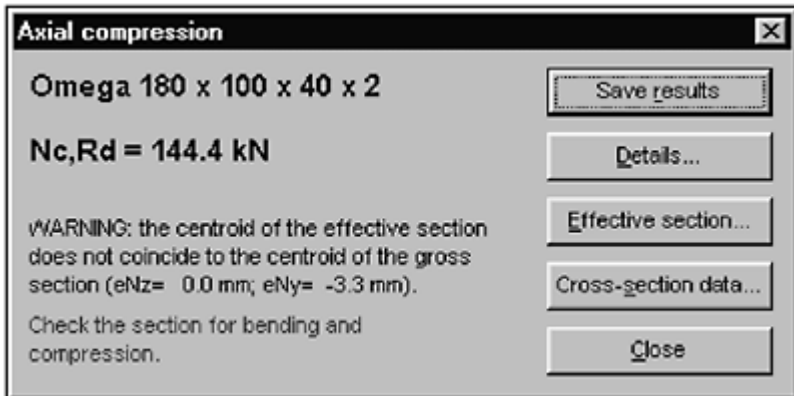 Axial compression
Omega 180 x 100 x 40 x 2
Save results
Nc,Rd = 144.4 kN
Details...
WARNING: the centroid of the effective section
does not coincide to the centroid of the gross
section (eNz= 0.0 mm; eNy= -3.3 mm).
Effective section...
Cross-section data...
Check the section for bending and
compression.
Close